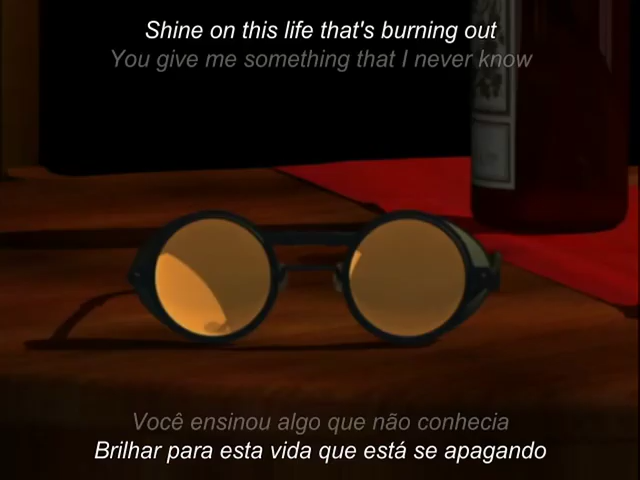 Shine on this life that's burning out
You give me something that I never know
Você ensinou algo que não conhecia
Brilhar para esta vida que está se apagando